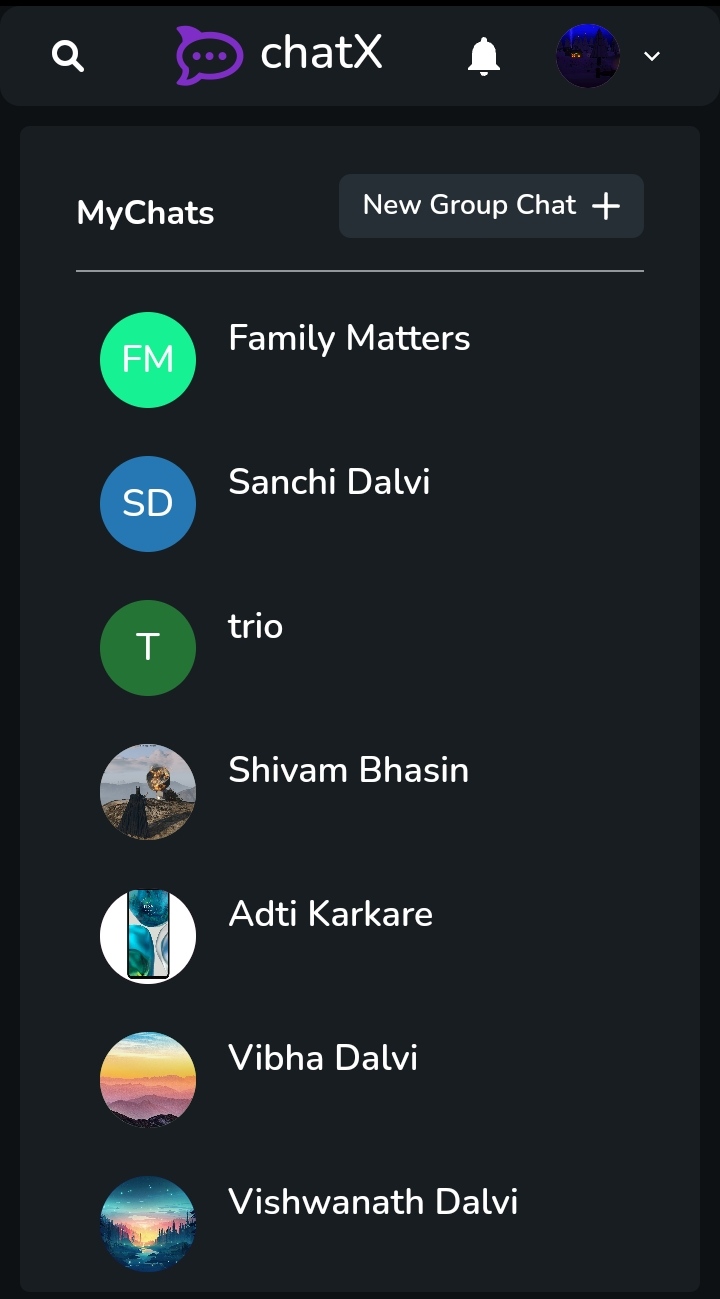 chatX
MyChats
New Group Chat
FM
Family Matters
SD
Sanchi Dalvi
T
trio
Shivam Bhasin
Adti Karkare
Vibha Dalvi
Vishwanath Dalvi